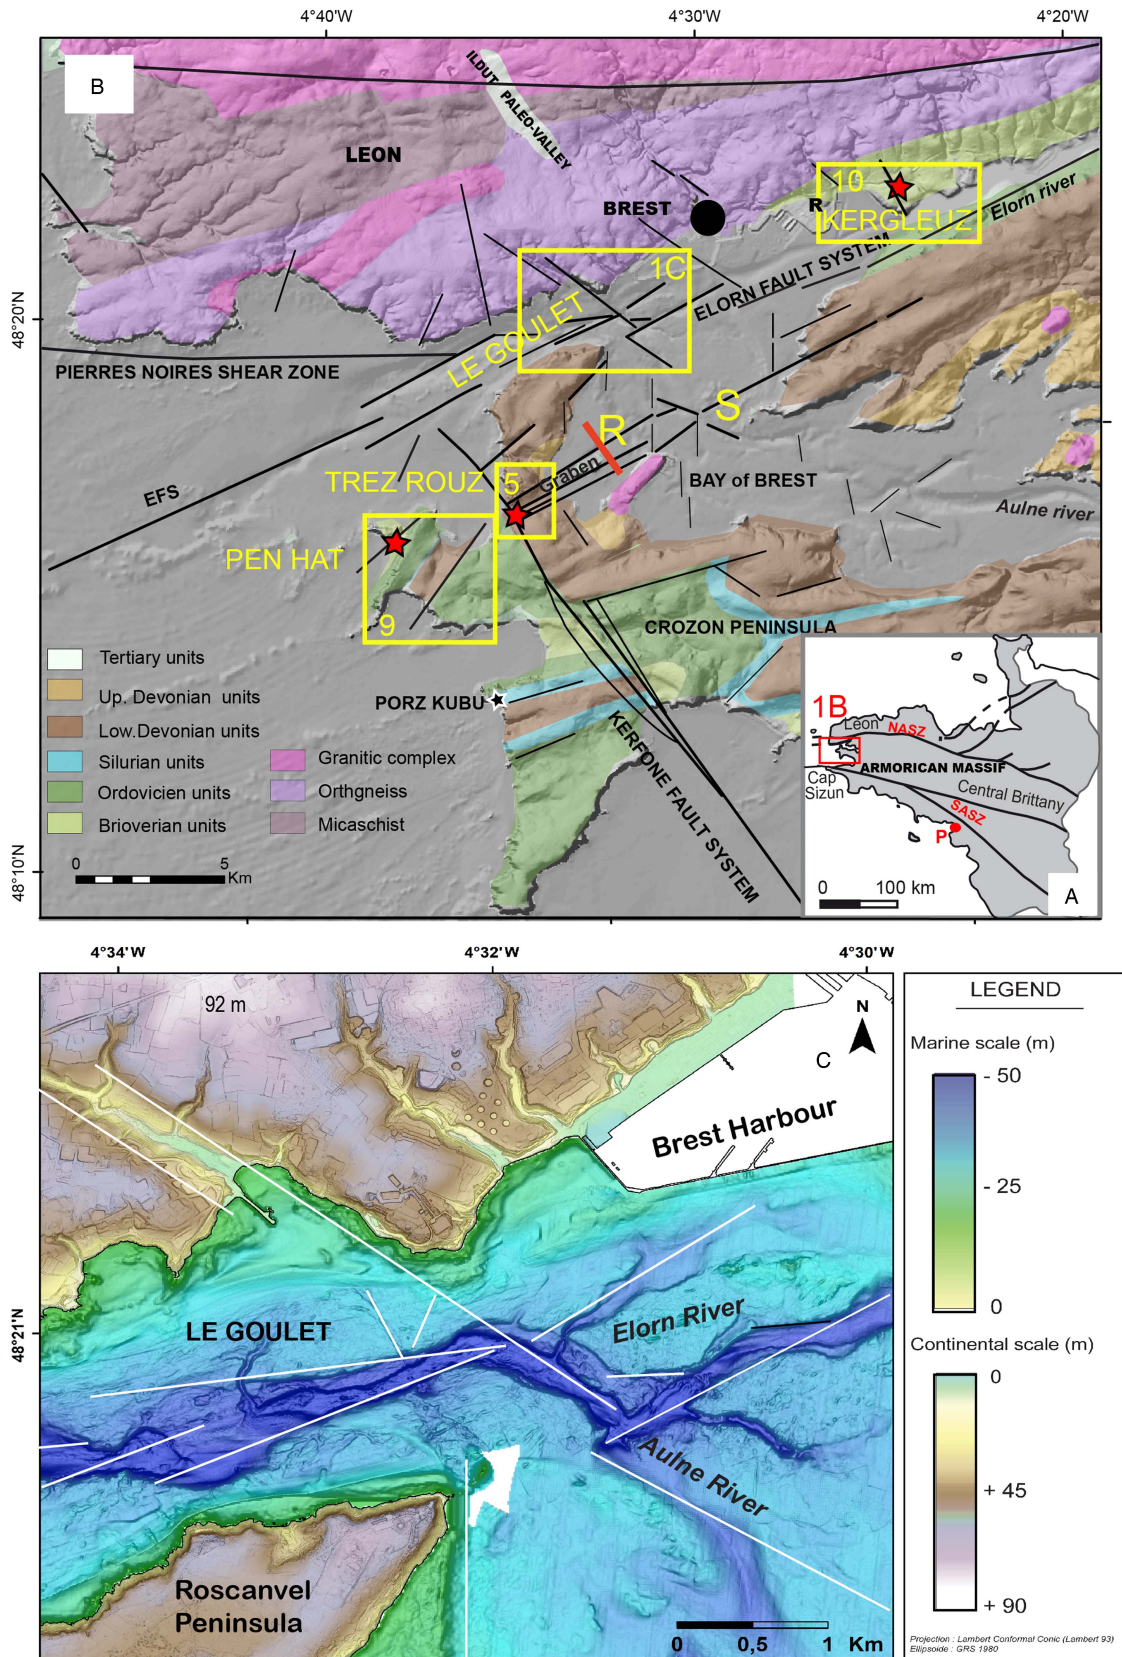 4°40'W
4°30'W
4°20'W
B
ILDUT PALEO-VALLEY
LEON
BREST
10
R
KERGLEUZ
Elorn river
1C
ELORN FAULT SYSTEM
LE GOULET
48°20'N
PIERRES NOIRES SHEAR ZONE
S
R
Graben
TREZ ROUZ
5
BAY of BREST
EFS
Aulne river
PEN HAT
9
CROZON PENINSULA
Tertiary units
Up. Devonian units
Low.Devonian units
Silurian units
Ordovicien units
Brioverian units
Granitic complex
Orthgneiss
Micaschist
PORZ KUBU
KERFONE FAULT SYSTEM
0
5
Km
48°10'N
1B
Léon
NASZ
ARMORICAN MASSIF
Cap
Sizun
Central Brittany
SASZ
P
0
100 km
A
4°34'W
4°32'W
4°30'W
92 m
N
C
Brest Harbour
48°21'N
LE GOULET
Elorn River
Aulne River
Roscanvel
Peninsula
0
0,5
1
Km
LEGEND
Marine scale (m)
- 50
- 25
0
Continental scale (m)
0
+ 45
+ 90
Projection : Lambert Conformal Conic (Lambert 93)
Ellipsoide : GRS 1980